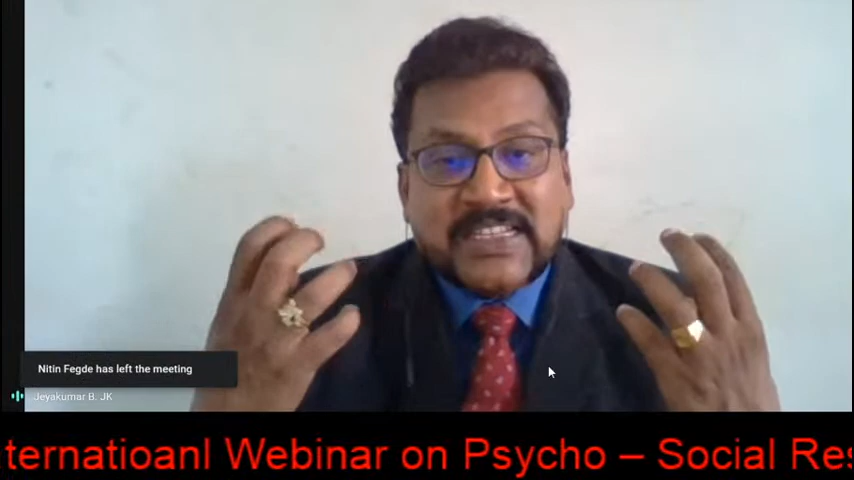 Nitin Fegde has left the meeting
Jeyakumar B. JK
ternatioanl Webinar on Psycho – Social Res